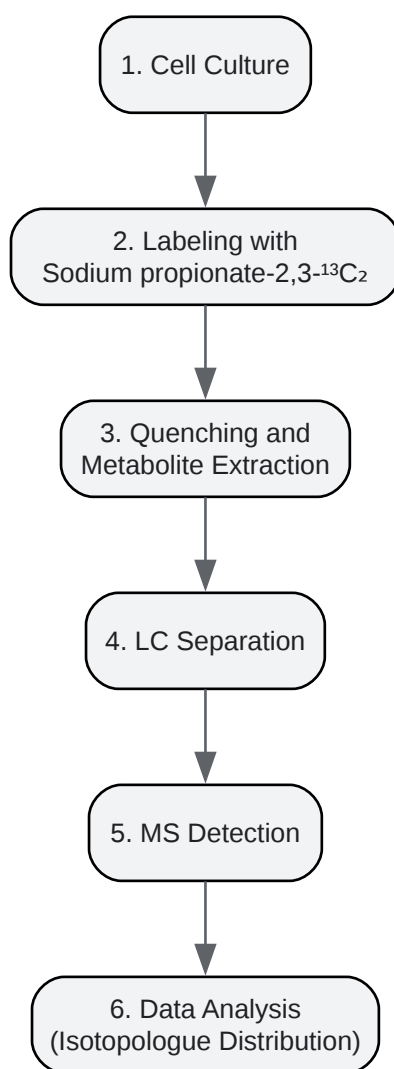 1. Cell Culture
2. Labeling with
Sodium propionate-2,3-¹³C₂
3. Quenching and
Metabolite Extraction
4. LC Separation
5. MS Detection
6. Data Analysis
(Isotopologue Distribution)